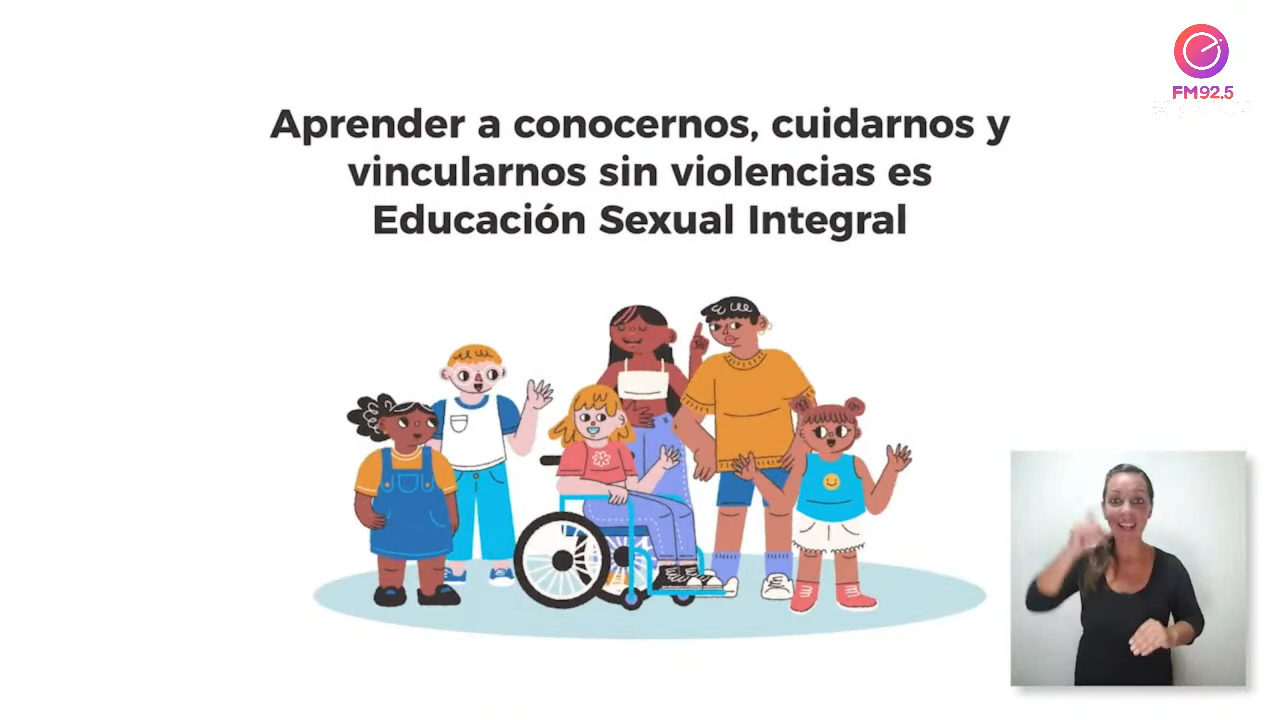 FM92.5
Aprender a conocernos, cuidarnos y
vincularnos sin violencias es
Educación Sexual Integral